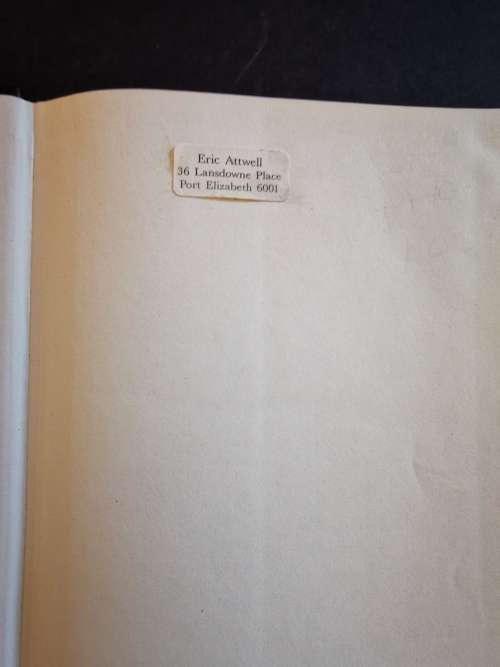 Eric Attwell
36 Lansdowne Place
Port Elizabeth 6001